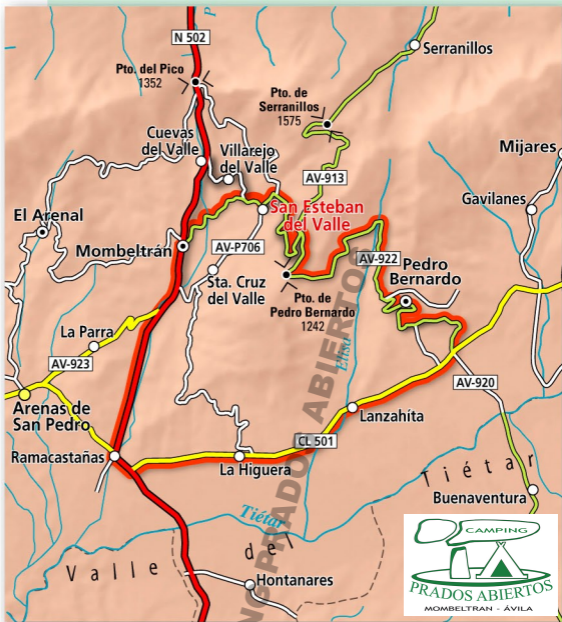 N 502
Serranillos
Pto. del Pico
1352
Pto. de
Serranillos
1575
Cuevas
del Valle
Villarejo
del Valle
Mijares
AV-913
Gavilanes
El Arenal
San Esteban
del Valle
Mombeltrán
AV-P706
AV-922
Pedro
Bernardo
Sta. Cruz
del Valle
Pto. de
Pedro Bernardo
1242
La Parra
Elisa
AV-923
AV-920
Arenas de
San Pedro
Lanzahíta
CL 501
Ramacastañas
La Higuera
Tiétar
Buenaventura
Tiétar
Valle del
Hontanares
NG PRADOS ABIERTOS
CAMPING
PRADOS ABIERTOS
MOMBELTRAN - ÁVILA